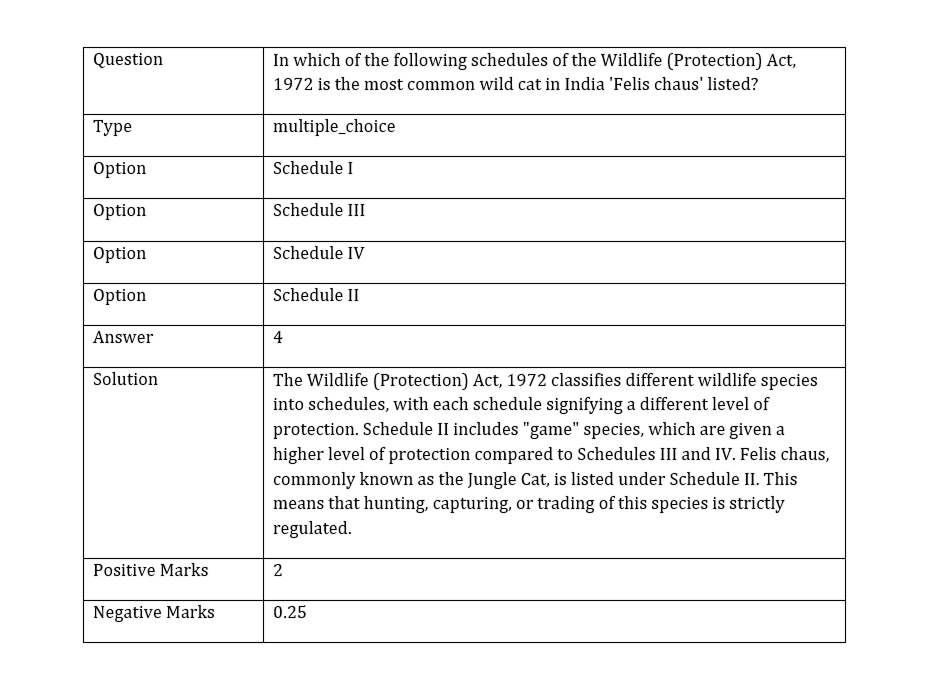 Question
In which of the following schedules of the Wildlife (Protection) Act,
1972 is the most common wild cat in India 'Felis chaus' listed?
Type
multiple_choice
Option
Schedule I
Option
Schedule III
Option
Schedule IV
Option
Schedule II
Answer
4
Solution
The Wildlife (Protection) Act, 1972 classifies different wildlife species
into schedules, with each schedule signifying a different level of
protection. Schedule II includes "game" species, which are given a
higher level of protection compared to Schedules III and IV. Felis chaus,
commonly known as the Jungle Cat, is listed under Schedule II. This
means that hunting, capturing, or trading of this species is strictly
regulated.
Positive Marks
2
Negative Marks
0.25